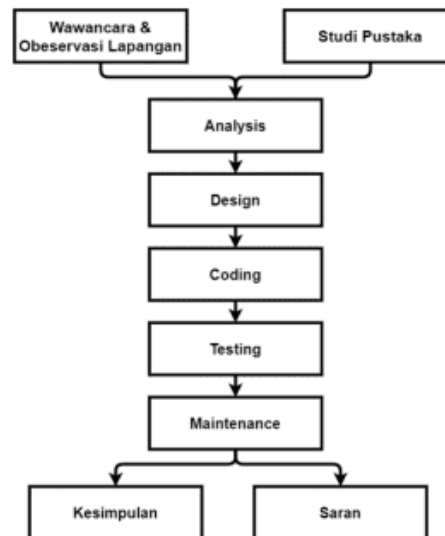 Wawancara &
Obeservasi Lapangan
Studi Pustaka
Analysis
Design
Coding
Testing
Maintenance
Kesimpulan
Saran